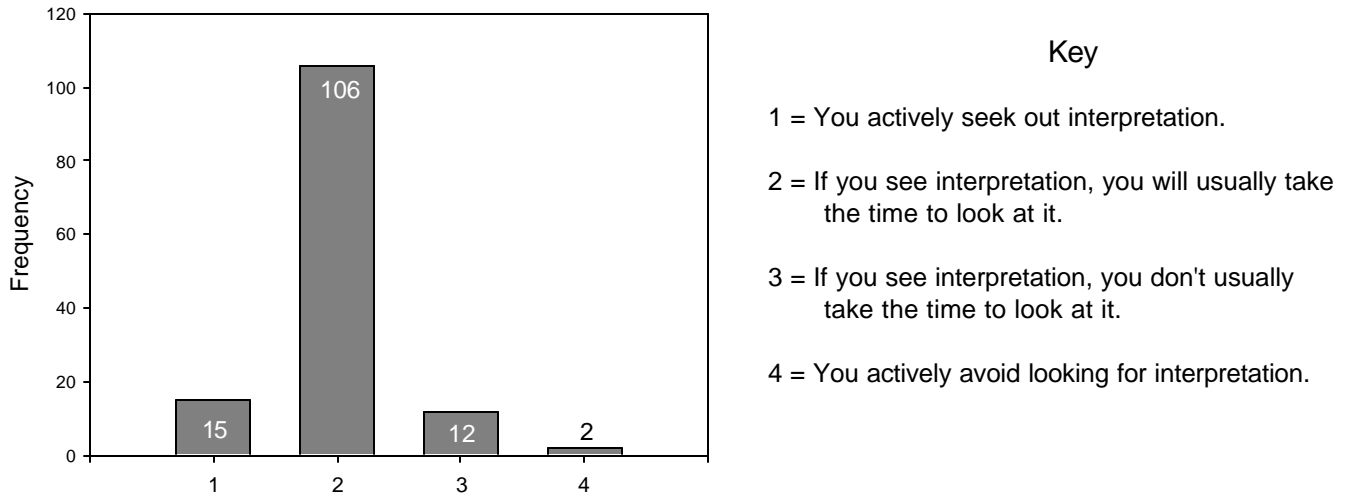 120
100
80
60
40
20
0
Frequency
106
15
12
2
1 2 3 4
Key
1 = You actively seek out interpretation.
2 = If you see interpretation, you will usually take
the time to look at it.
3 = If you see interpretation, you don't usually
take the time to look at it.
4 = You actively avoid looking for interpretation.